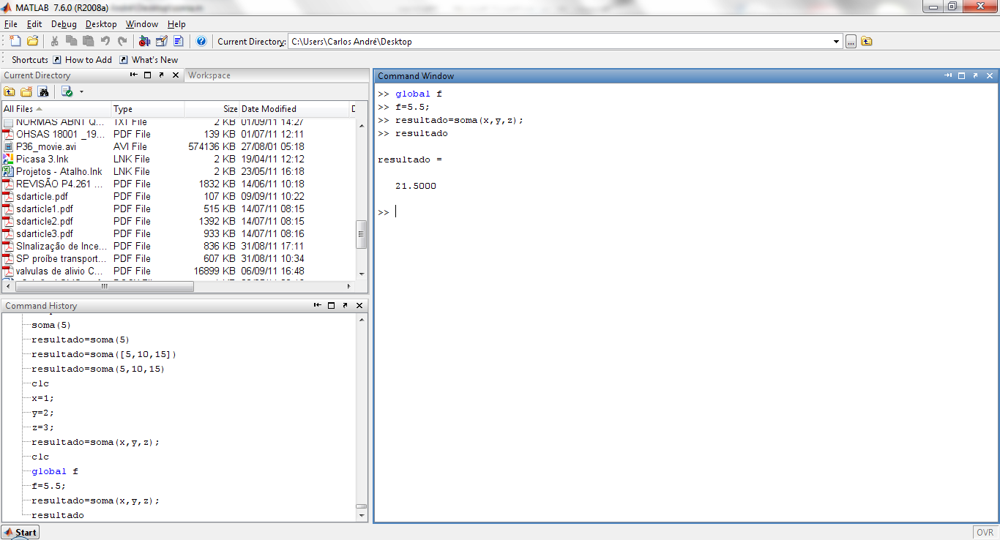 MATLAB 7.6.0 (R2008a)
File Edit Debug Desktop Window Help
Current Directory: C:\Users\Carlos André\Desktop ...
Shortcuts How to Add What's New
Current Directory Workspace
All Files Type Size Date Modified D
NORMAS ABNT Q... TXT File 2 KB 01/09/11 14:27
OHSAS 18001 _19... PDF File 139 KB 01/07/11 12:11
P36_movie.avi AVI File 574136 KB 27/08/01 05:18
Picasa 3.lnk LNK File 2 KB 19/04/11 12:12
Projetos - Atalho.lnk LNK File 2 KB 23/05/11 16:18
REVISÃO P4.261 ... PDF File 1832 KB 14/06/11 10:18
sdarticle.pdf PDF File 107 KB 09/09/11 10:22
sdarticle1.pdf PDF File 515 KB 14/07/11 08:15
sdarticle2.pdf PDF File 1392 KB 14/07/11 08:15
sdarticle3.pdf PDF File 933 KB 14/07/11 08:16
SInalização de Ince... PDF File 836 KB 31/08/11 17:11
SP proíbe transport... PDF File 607 KB 31/08/11 10:34
valvulas de alivio C... PDF File 16899 KB 06/09/11 16:48
Command History
soma(5)
resultado=soma(5)
resultado=soma([5,10,15])
resultado=soma(5,10,15)
clc
x=1;
y=2;
z=3;
resultado=soma(x,y,z);
clc
global f
f=5.5;
resultado=soma(x,y,z);
resultado
Command Window
>> global f
>> f=5.5;
>> resultado=soma(x,y,z);
>> resultado
resultado =
21.5000
>>
Start
OVR